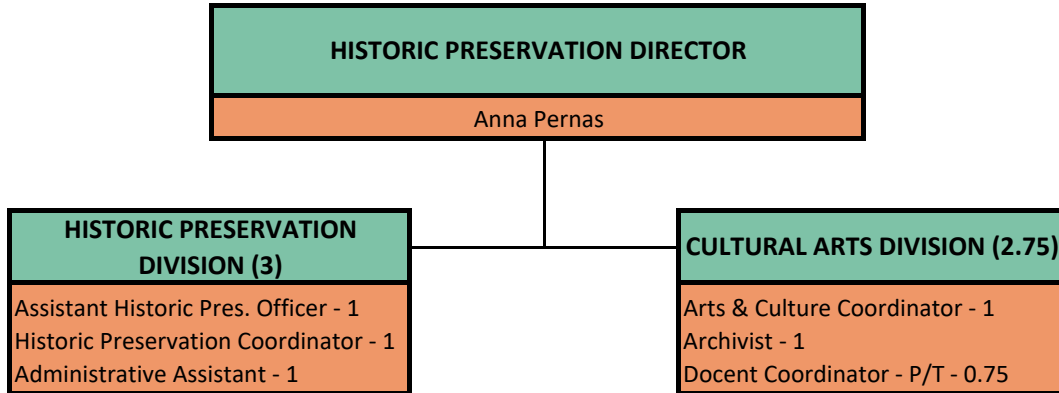 HISTORIC PRESERVATION DIRECTOR
Anna Pernas
HISTORIC PRESERVATION
DIVISION (3)
Assistant Historic Pres. Officer - 1
Historic Preservation Coordinator - 1
Administrative Assistant - 1
CULTURAL ARTS DIVISION (2.75)
Arts & Culture Coordinator - 1
Archivist - 1
Docent Coordinator - P/T - 0.75